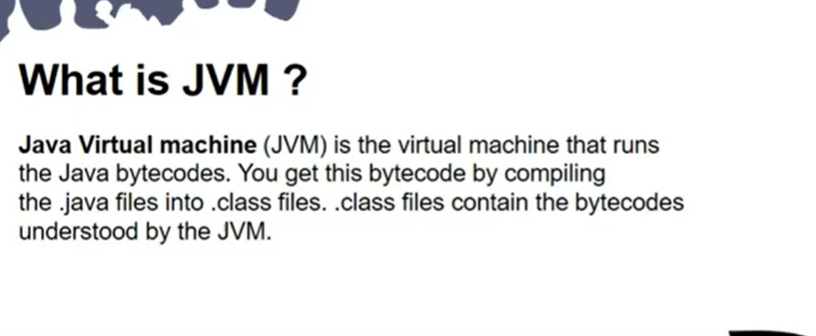 What is JVM ?
Java Virtual machine (JVM) is the virtual machine that runs
the Java bytecodes. You get this bytecode by compiling
the .java files into .class files. .class files contain the bytecodes
understood by the JVM.